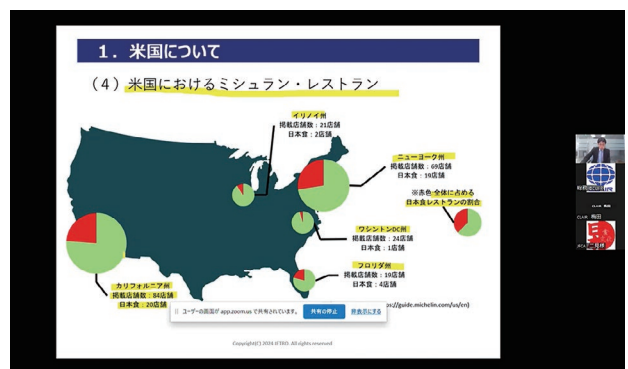 １．米国について
（４）米国におけるミシュラン・レストラン
イリノイ州
掲載店舗数：21店舗
日本食：2店舗
ニューヨーク州
掲載店舗数：69店舗
日本食：19店舗
※赤色 全体に占める
日本食レストランの割合
ワシントンDC州
掲載店舗数：24店舗
日本食：1店舗
フロリダ州
掲載店舗数：19店舗
日本食：4店舗
カリフォルニア州
掲載店舗数：84店舗
日本食：20店舗
ps://guide.michelin.com/us/en)
ユーザーの画面が app.zoom.us で共有されています。
共有の停止
非表示にする
Copyright(C) 2024 JETRO. All rights reserved
CLAIR 梅田